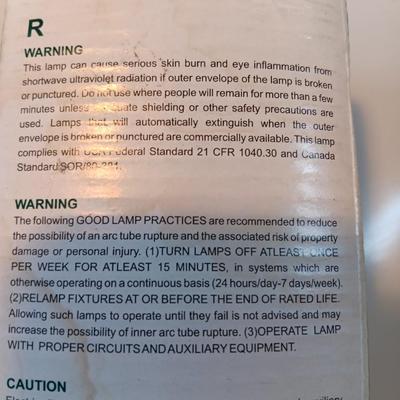 R
WARNING
This lamp can cause serious skin burn and eye inflammation from
shortwave ultraviolet radiation if outer envelope of the lamp is broken
or punctured. Do not use where people will remain for more than a few
minutes unless shielding or other safety precautions are
used. Lamps that will automatically extinguish when the outer
envelope is broken or punctured are commercially available. This lamp
complies with Federal Standard 21 CFR 1040.30 and Canada
Standard
WARNING
The following GOOD LAMP PRACTICES are recommended to reduce
the possibility of an arc tube rupture and the associated risk of property
damage or personal injury. (1)TURN LAMPS OFF ATLEAST ONCE
PER WEEK FOR ATLEAST 15 MINUTES, in systems which are
otherwise operating on a continuous basis (24 hours/day-7 days/week).
(2)RELAMP FIXTURES AT OR BEFORE THE END OF RATED LIFE.
Allowing such lamps to operate until they fail is not advised and may
increase the possibility of inner arc tube rupture. (3)OPERATE LAMP
WITH PROPER CIRCUITS AND AUXILIARY EQUIPMENT.
CAUTION